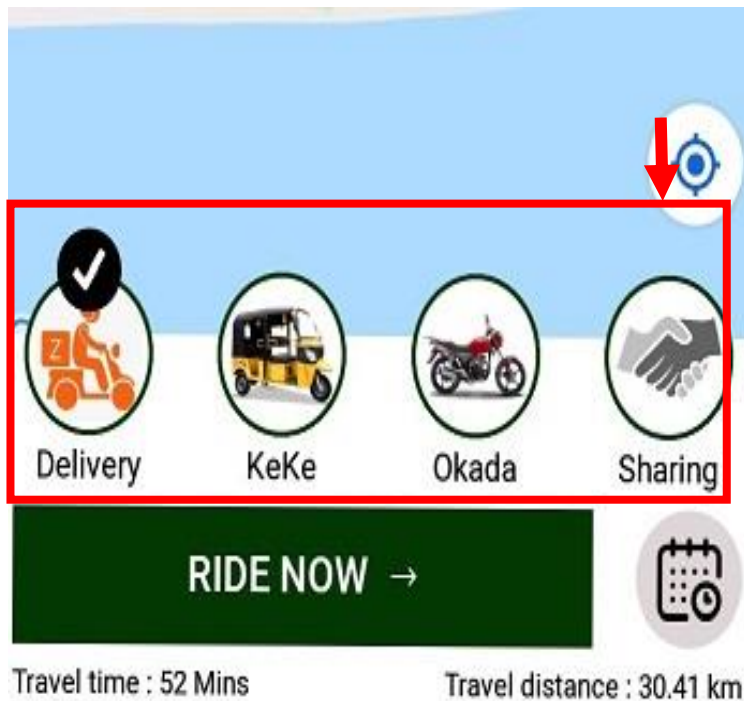 Z
Delivery KeKe Okada Sharing
RIDE NOW →
Travel time : 52 Mins Travel distance : 30.41 km